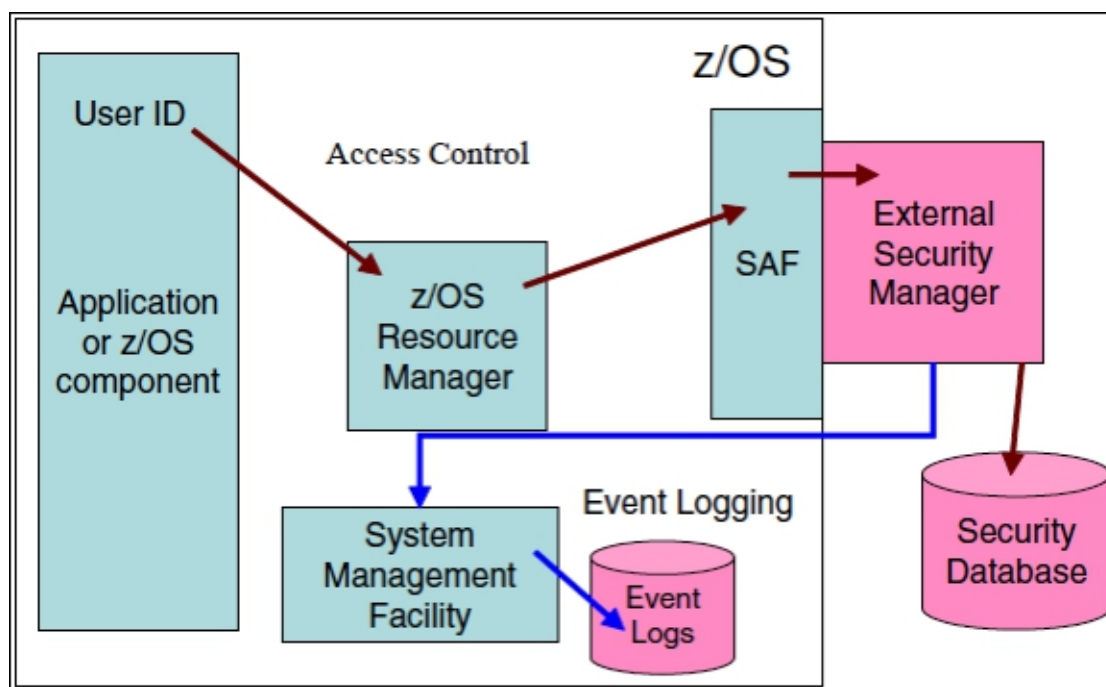 z/OS
User ID
Access Control
Application
or z/OS
component
z/OS
Resource
Manager
SAF
External
Security
Manager
Event Logging
System
Management
Facility
Event
Logs
Security
Database